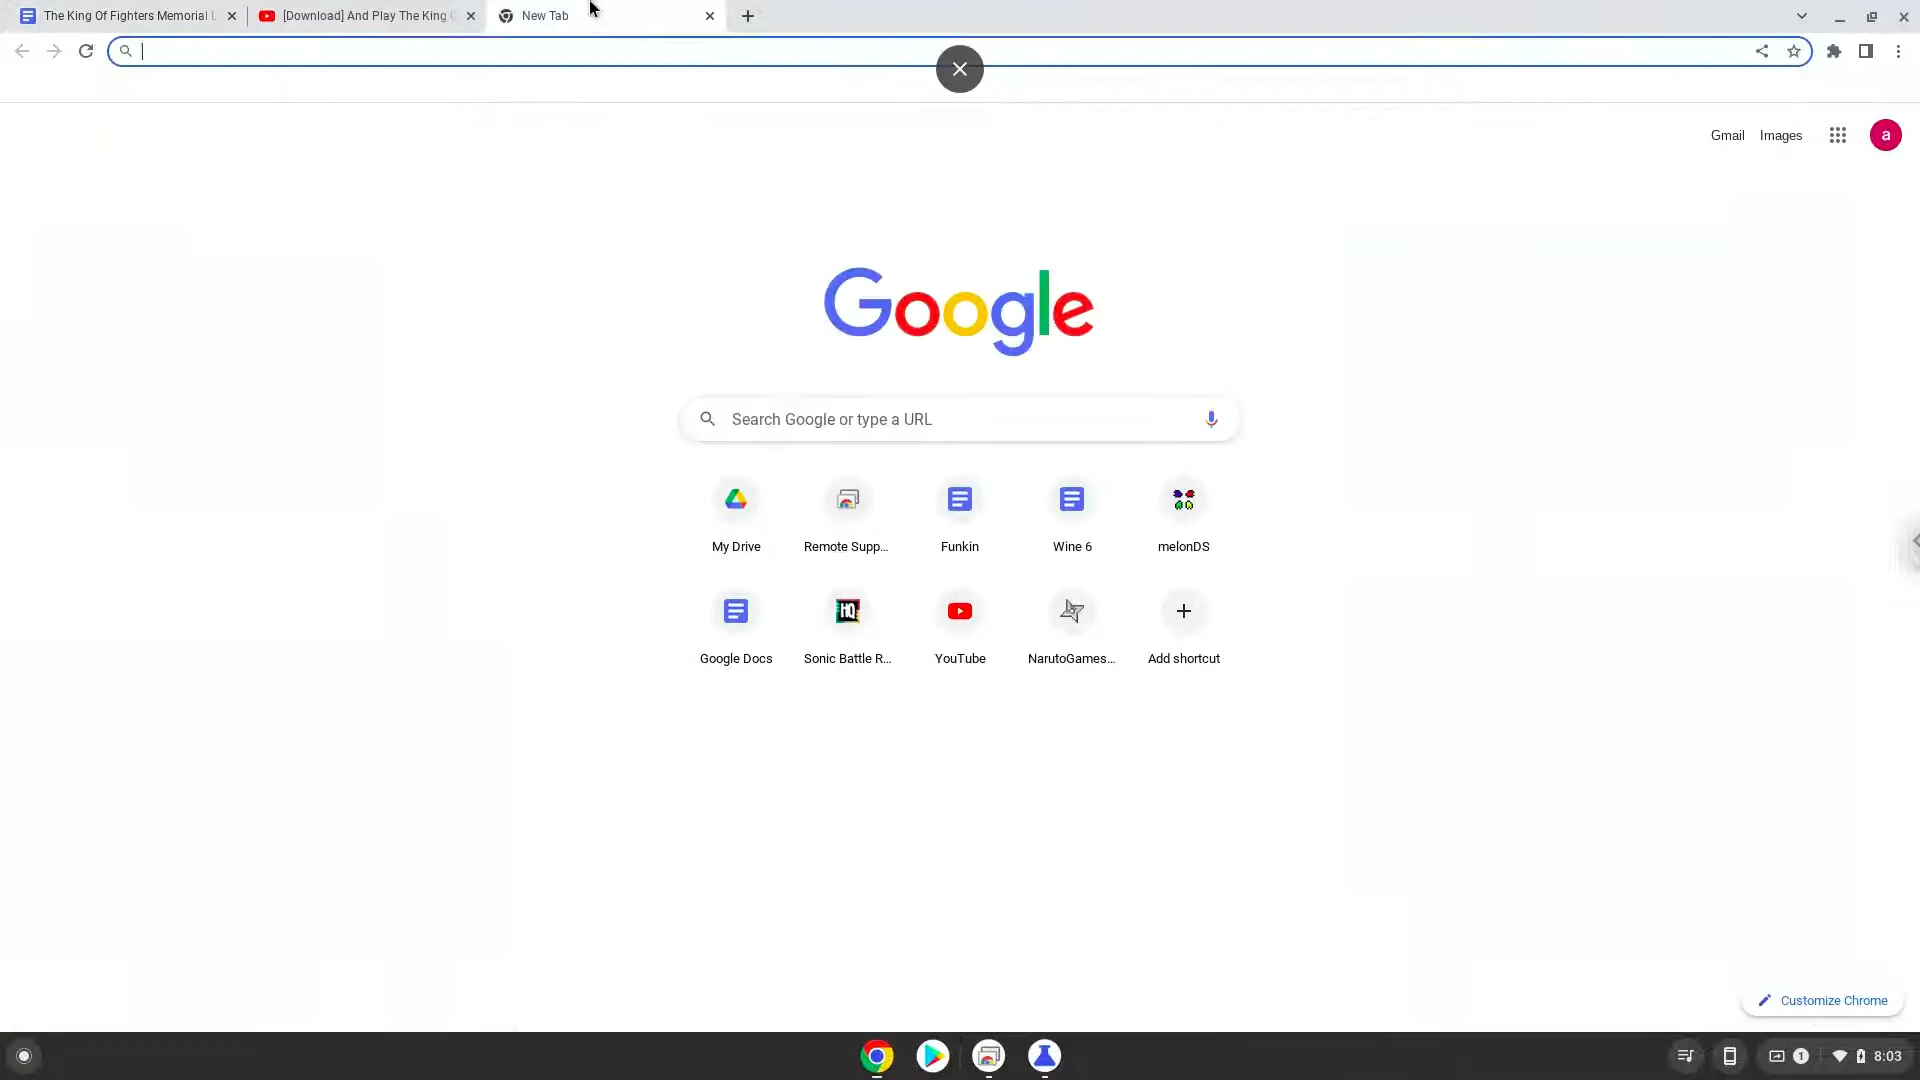 The King Of Fighters Memorial
[Download] And Play The King
New Tab
Gmail
Images
a
Google
Search Google or type a URL
My Drive
Remote Supp...
Funkin
Wine 6
melonDS
Google Docs
HQ
Sonic Battle R...
YouTube
NarutoGames...
Add shortcut
Customize Chrome
1
8:03